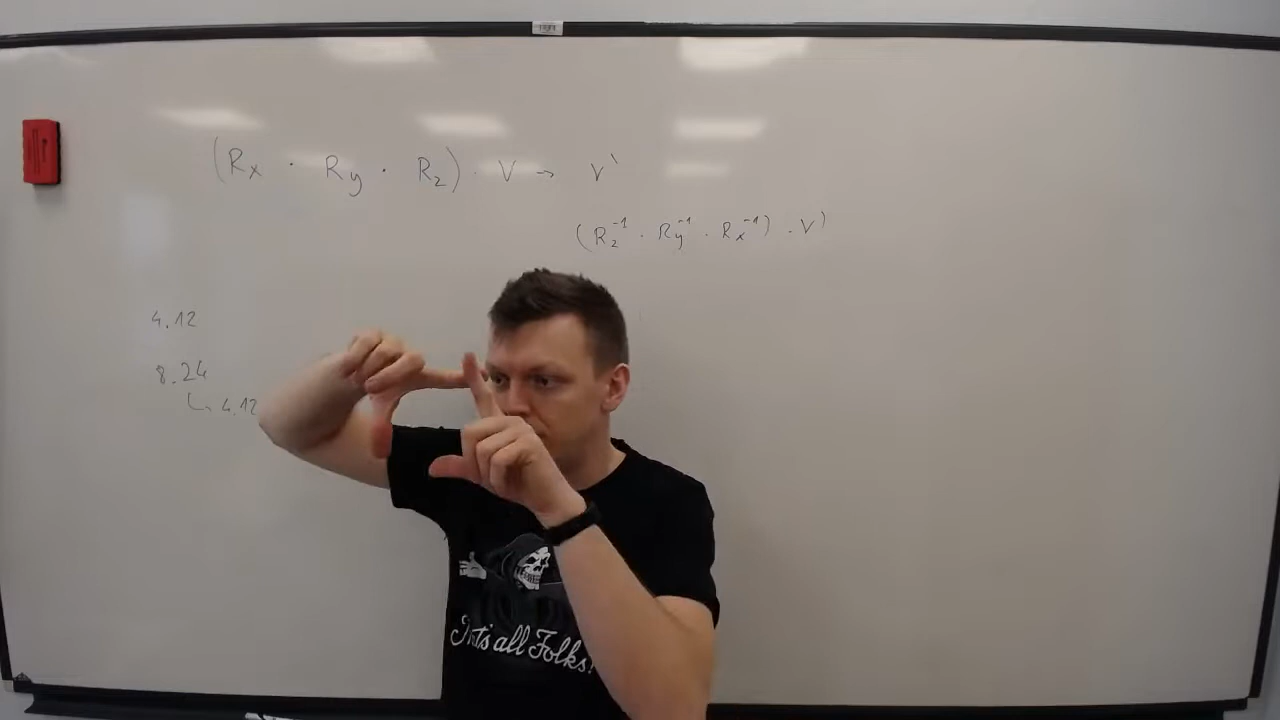 (Rx · Ry · Rz) · V → V'
(Rz⁻¹ · Ry⁻¹ · Rx⁻¹) · V'
4.12
8.24
↳ 4.12
That's all Folks!